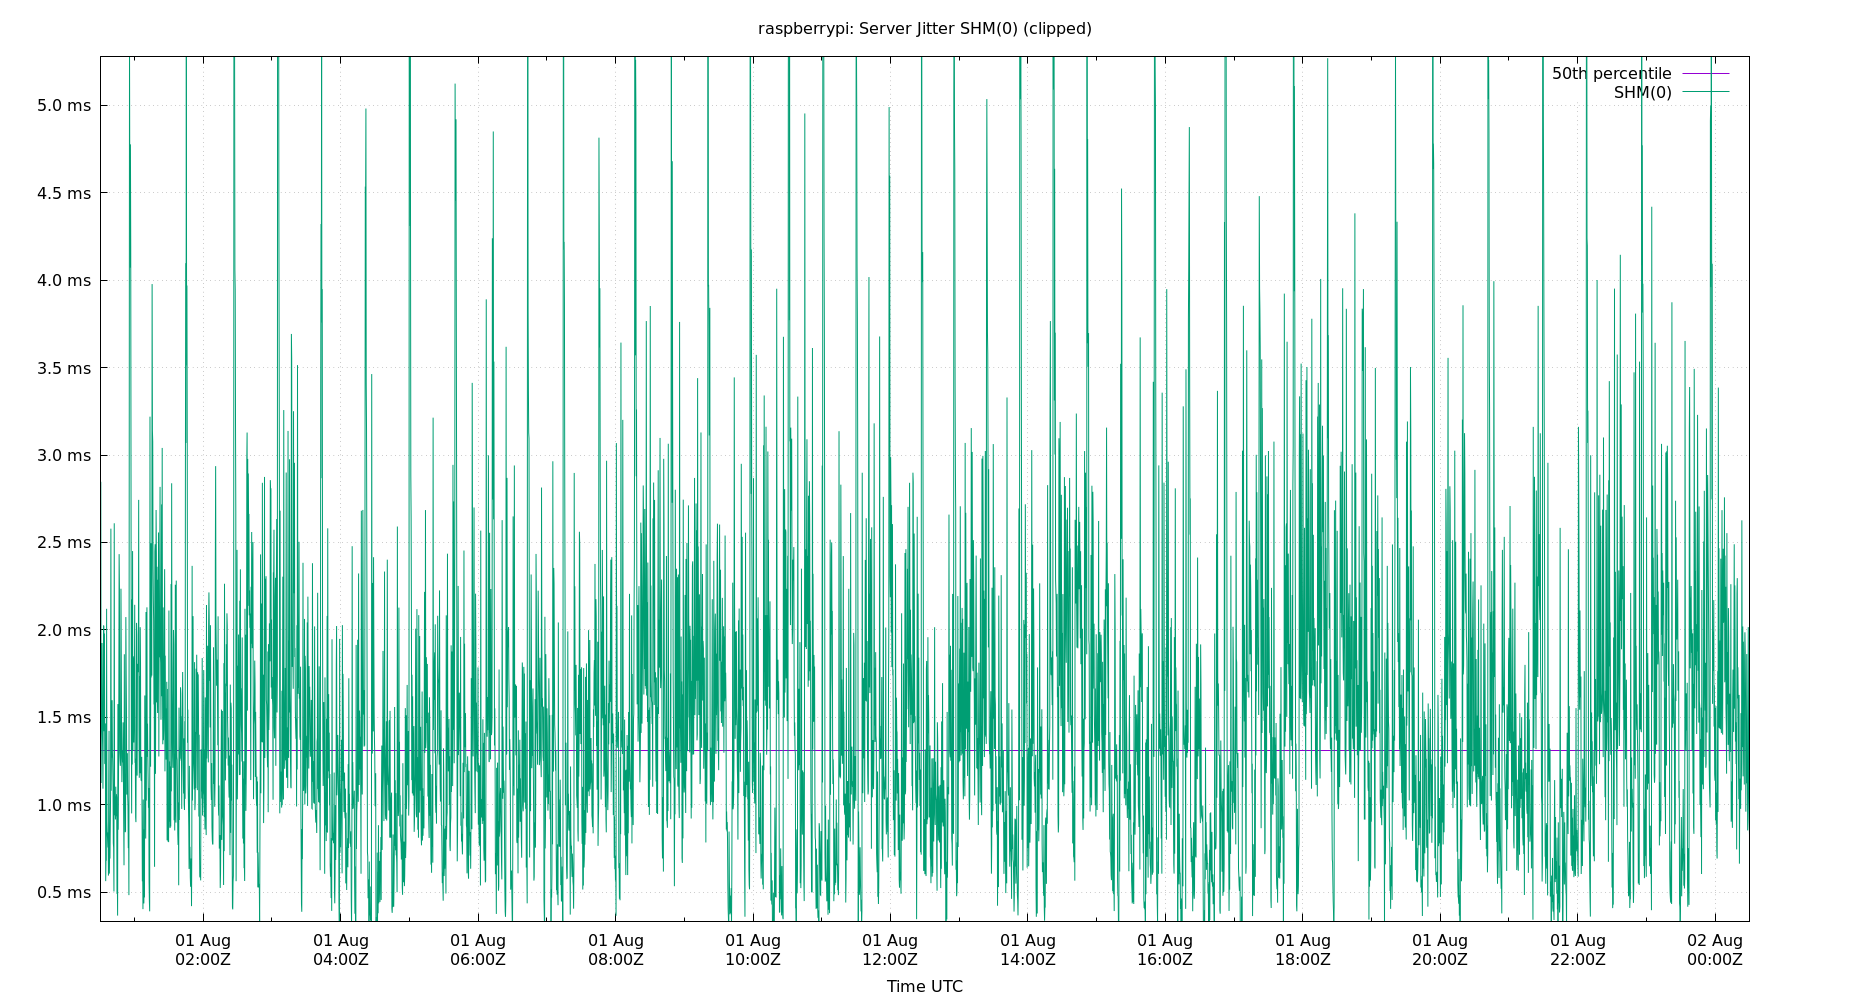 raspberrypi: Server Jitter SHM(0) (clipped)
50th percentile
SHM(0)
5.0 ms
4.5 ms
4.0 ms
3.5 ms
3.0 ms
2.5 ms
2.0 ms
1.5 ms
1.0 ms
0.5 ms
01 Aug 01 Aug 01 Aug 01 Aug 01 Aug 01 Aug 01 Aug 01 Aug 01 Aug 01 Aug 01 Aug 02 Aug
02:00Z 04:00Z 06:00Z 08:00Z 10:00Z 12:00Z 14:00Z 16:00Z 18:00Z 20:00Z 22:00Z 00:00Z
Time UTC